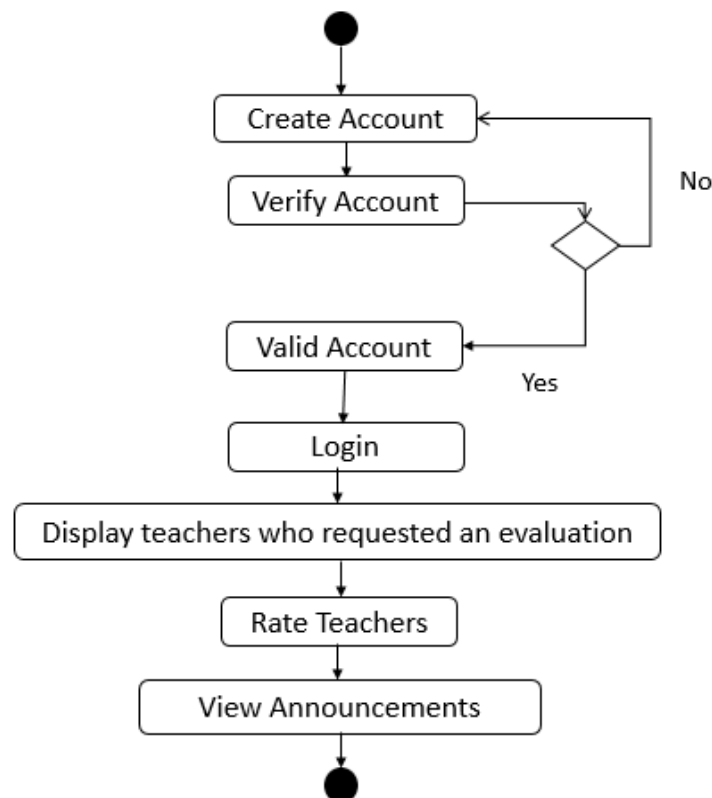 Create Account
No
Verify Account
Valid Account
Yes
Login
Display teachers who requested an evaluation
Rate Teachers
View Announcements